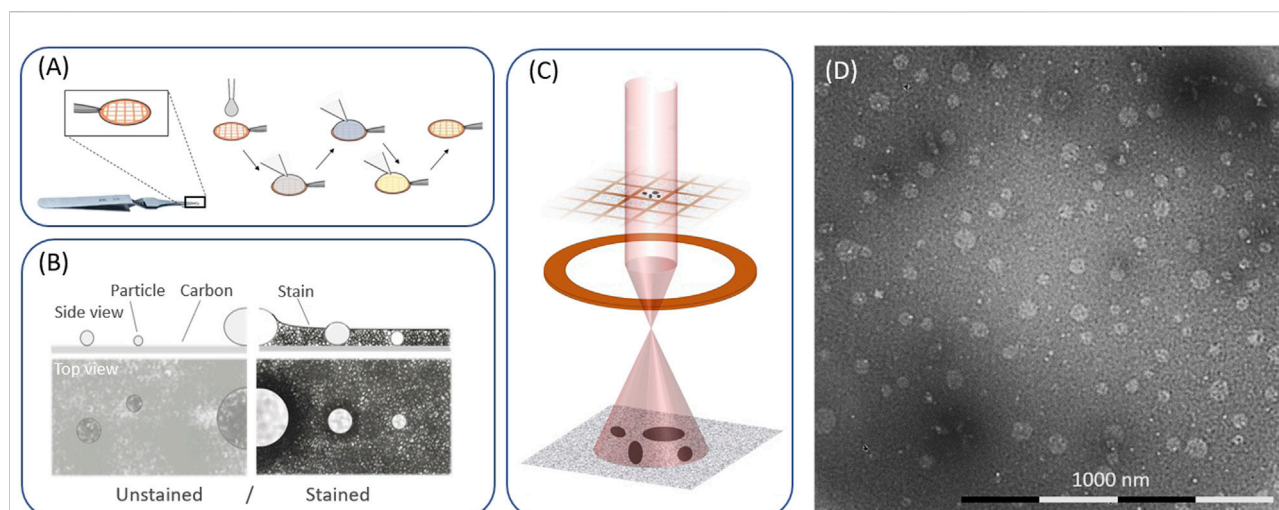 (A)
(B)
Side view
Particle
Carbon
Stain
Top view
Unstained / Stained
(C)
(D)
1000 nm